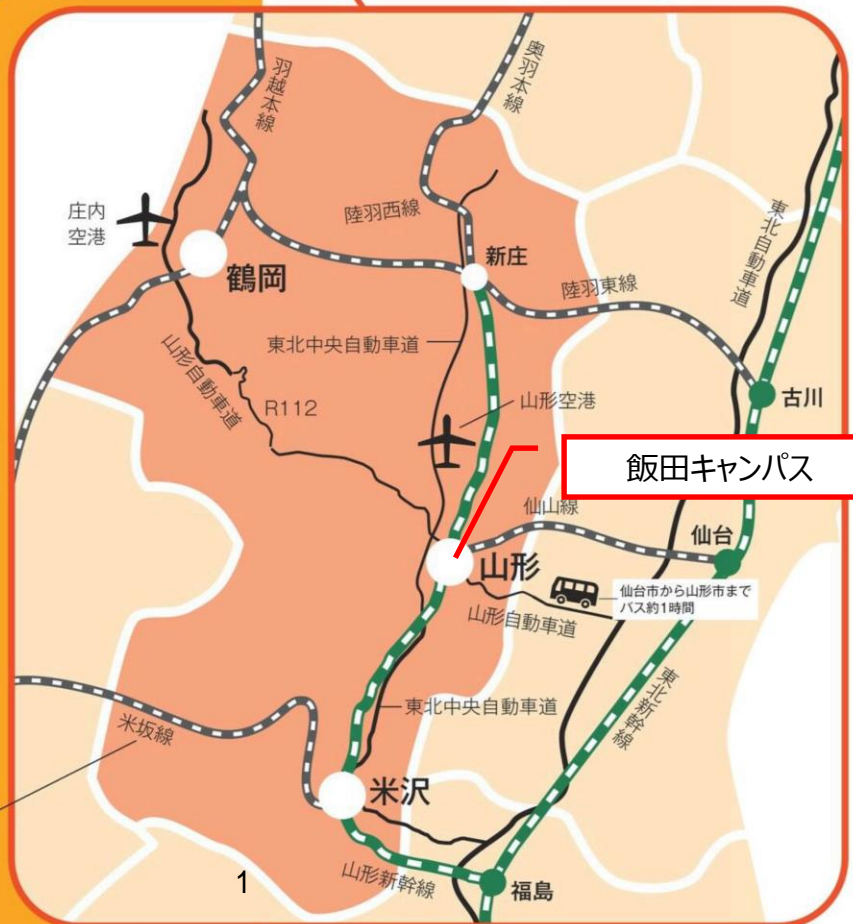 羽越本線
奥羽本線
庄内
空港
鶴岡
陸羽西線
新庄
陸羽東線
東北自動車道
東北中央自動車道
山形自動車道
R112
山形空港
古川
飯田キャンパス
仙山線
仙台
山形
仙台市から山形市まで
バス約1時間
山形自動車道
東北中央自動車道
東北新幹線
米坂線
米沢
山形新幹線
福島
1